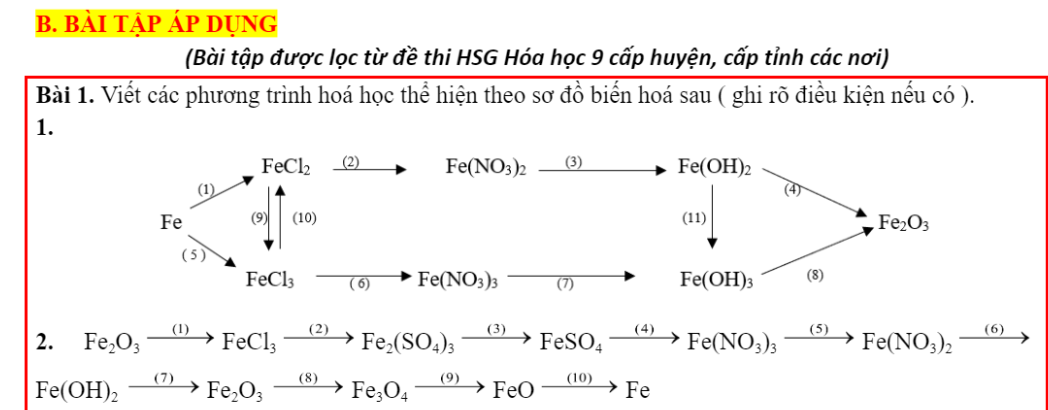 B. BÀI TẬP ÁP DỤNG
(Bài tập được lọc từ đề thi HSG Hóa học 9 cấp huyện, cấp tỉnh các nơi)
Bài 1. Viết các phương trình hoá học thể hiện theo sơ đồ biến hoá sau ( ghi rõ điều kiện nếu có ).
1.
FeCl₂ (2) Fe(NO₃)₂ (3) Fe(OH)₂
(1) (4)
Fe (9) (10) (11) Fe₂O₃
(5)
FeCl₃ (6) Fe(NO₃)₃ (7) Fe(OH)₃ (8)
2. Fe₂O₃ (1)→ FeCl₃ (2)→ Fe₂(SO₄)₃ (3)→ FeSO₄ (4)→ Fe(NO₃)₃ (5)→ Fe(NO₃)₂ (6)→
Fe(OH)₂ (7)→ Fe₂O₃ (8)→ Fe₃O₄ (9)→ FeO (10)→ Fe